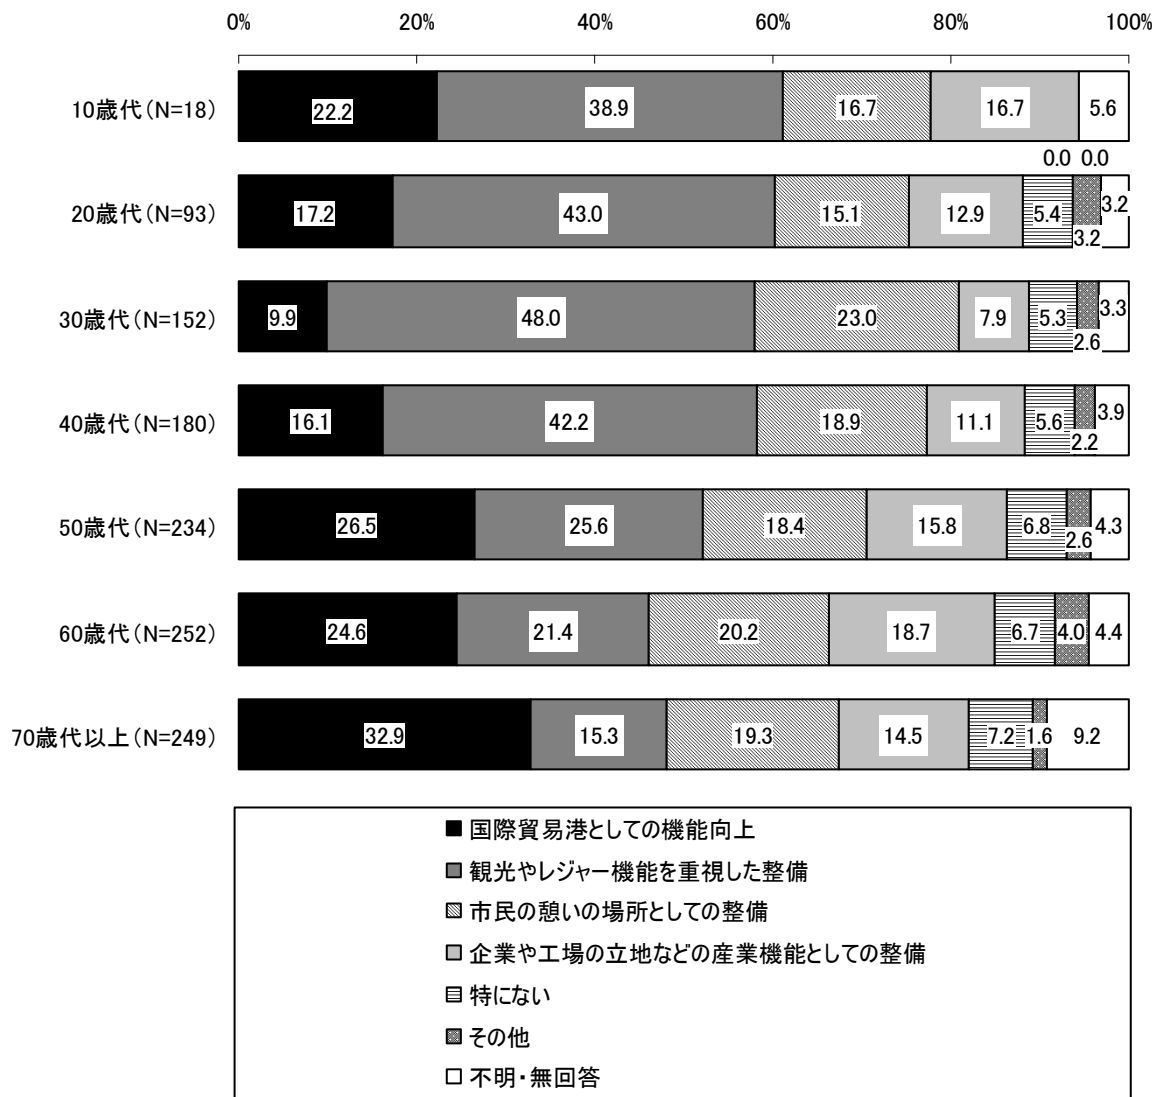 0% 20% 40% 60% 80% 100%
10歳代(N=18) 22.2 38.9 16.7 16.7 5.6
0.0 0.0
20歳代(N=93) 17.2 43.0 15.1 12.9 5.4 3.2 3.2
30歳代(N=152) 9.9 48.0 23.0 7.9 5.3 2.6 3.3
40歳代(N=180) 16.1 42.2 18.9 11.1 5.6 2.2 3.9
50歳代(N=234) 26.5 25.6 18.4 15.8 6.8 2.6 4.3
60歳代(N=252) 24.6 21.4 20.2 18.7 6.7 4.0 4.4
70歳代以上(N=249) 32.9 15.3 19.3 14.5 7.2 1.6 9.2
国際貿易港としての機能向上
観光やレジャー機能を重視した整備
市民の憩いの場所としての整備
企業や工場の立地などの産業機能としての整備
特にない
その他
不明・無回答